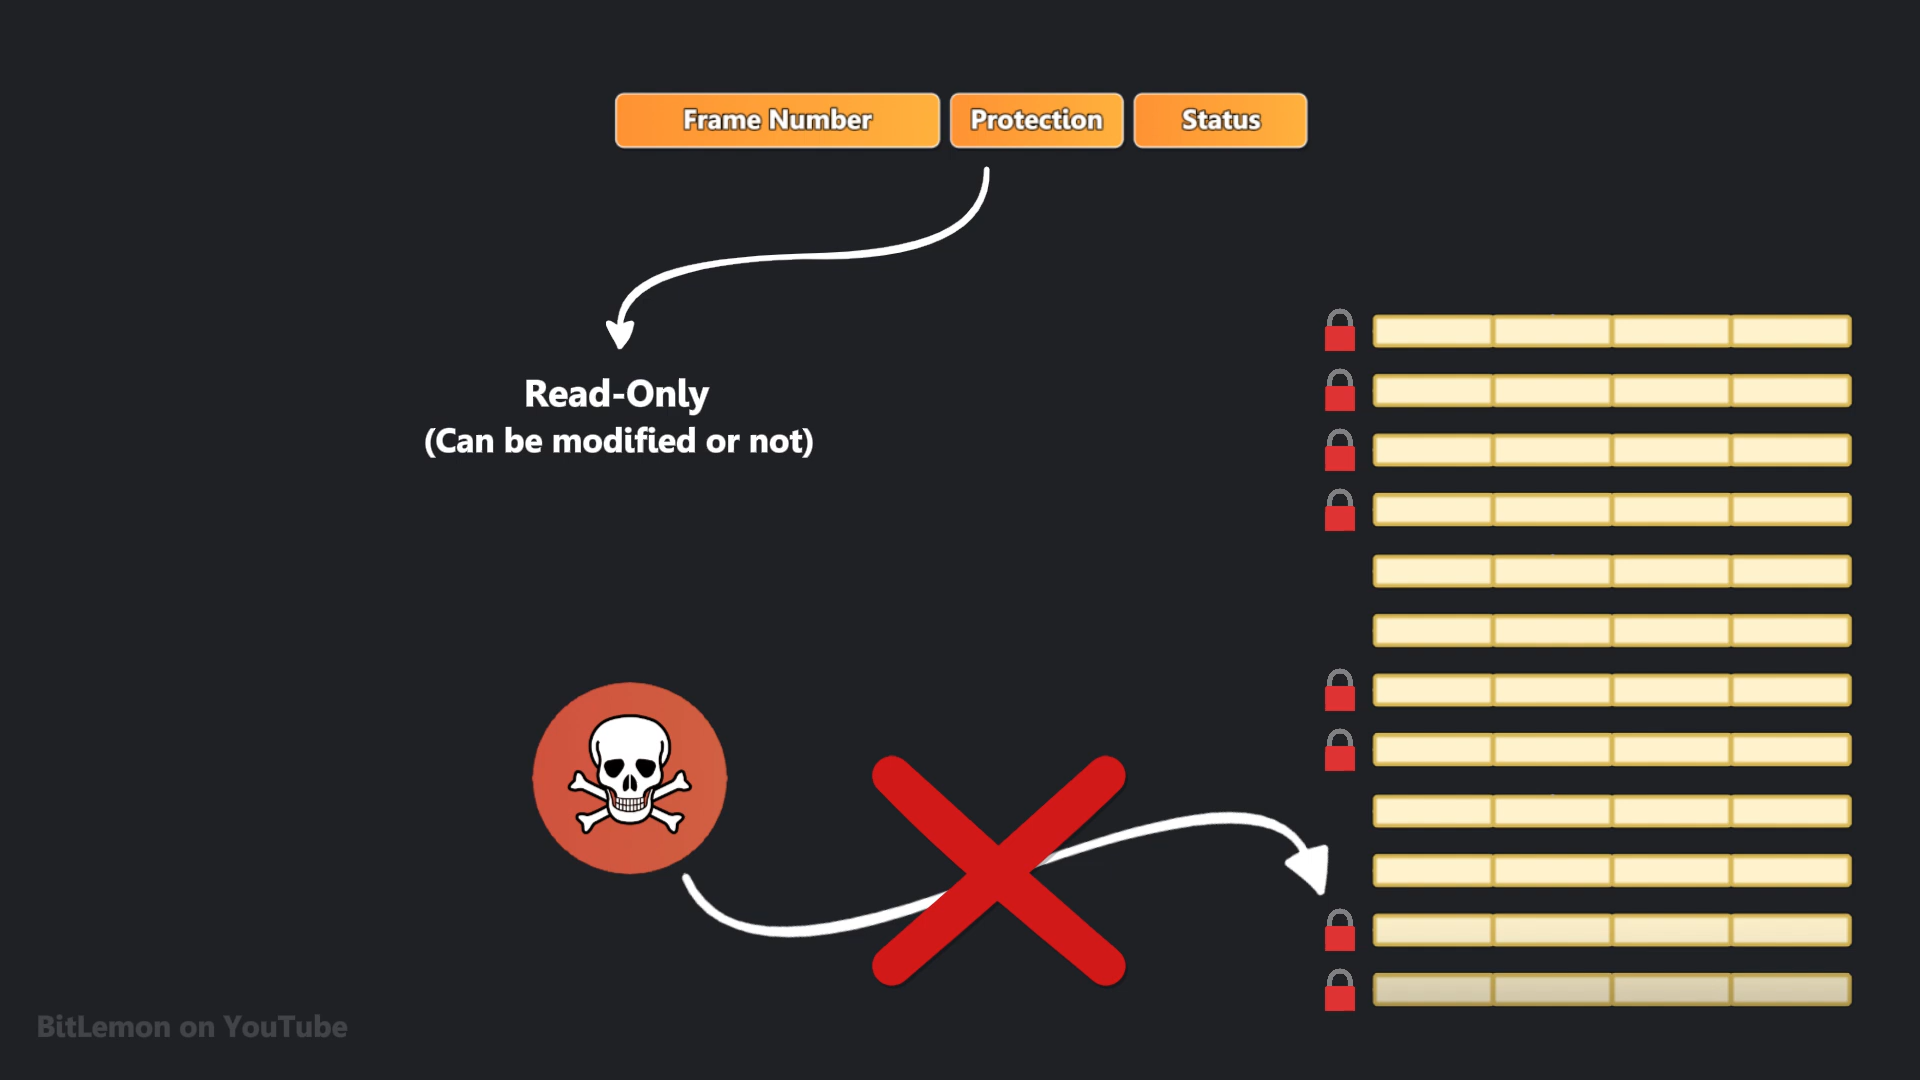 Frame Number Protection Status
Read-Only
(Can be modified or not)
BitLemon on YouTube